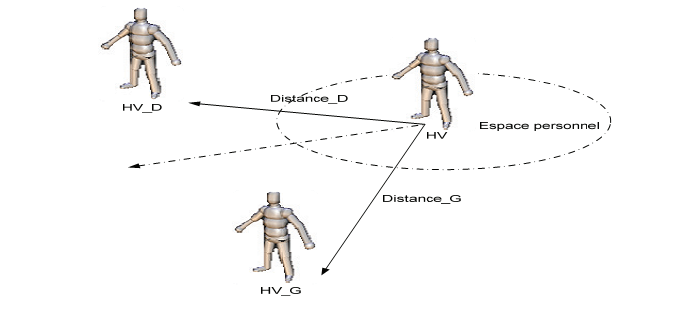 Distance_D
HV_D
HV
Espace personnel
Distance_G
HV_G